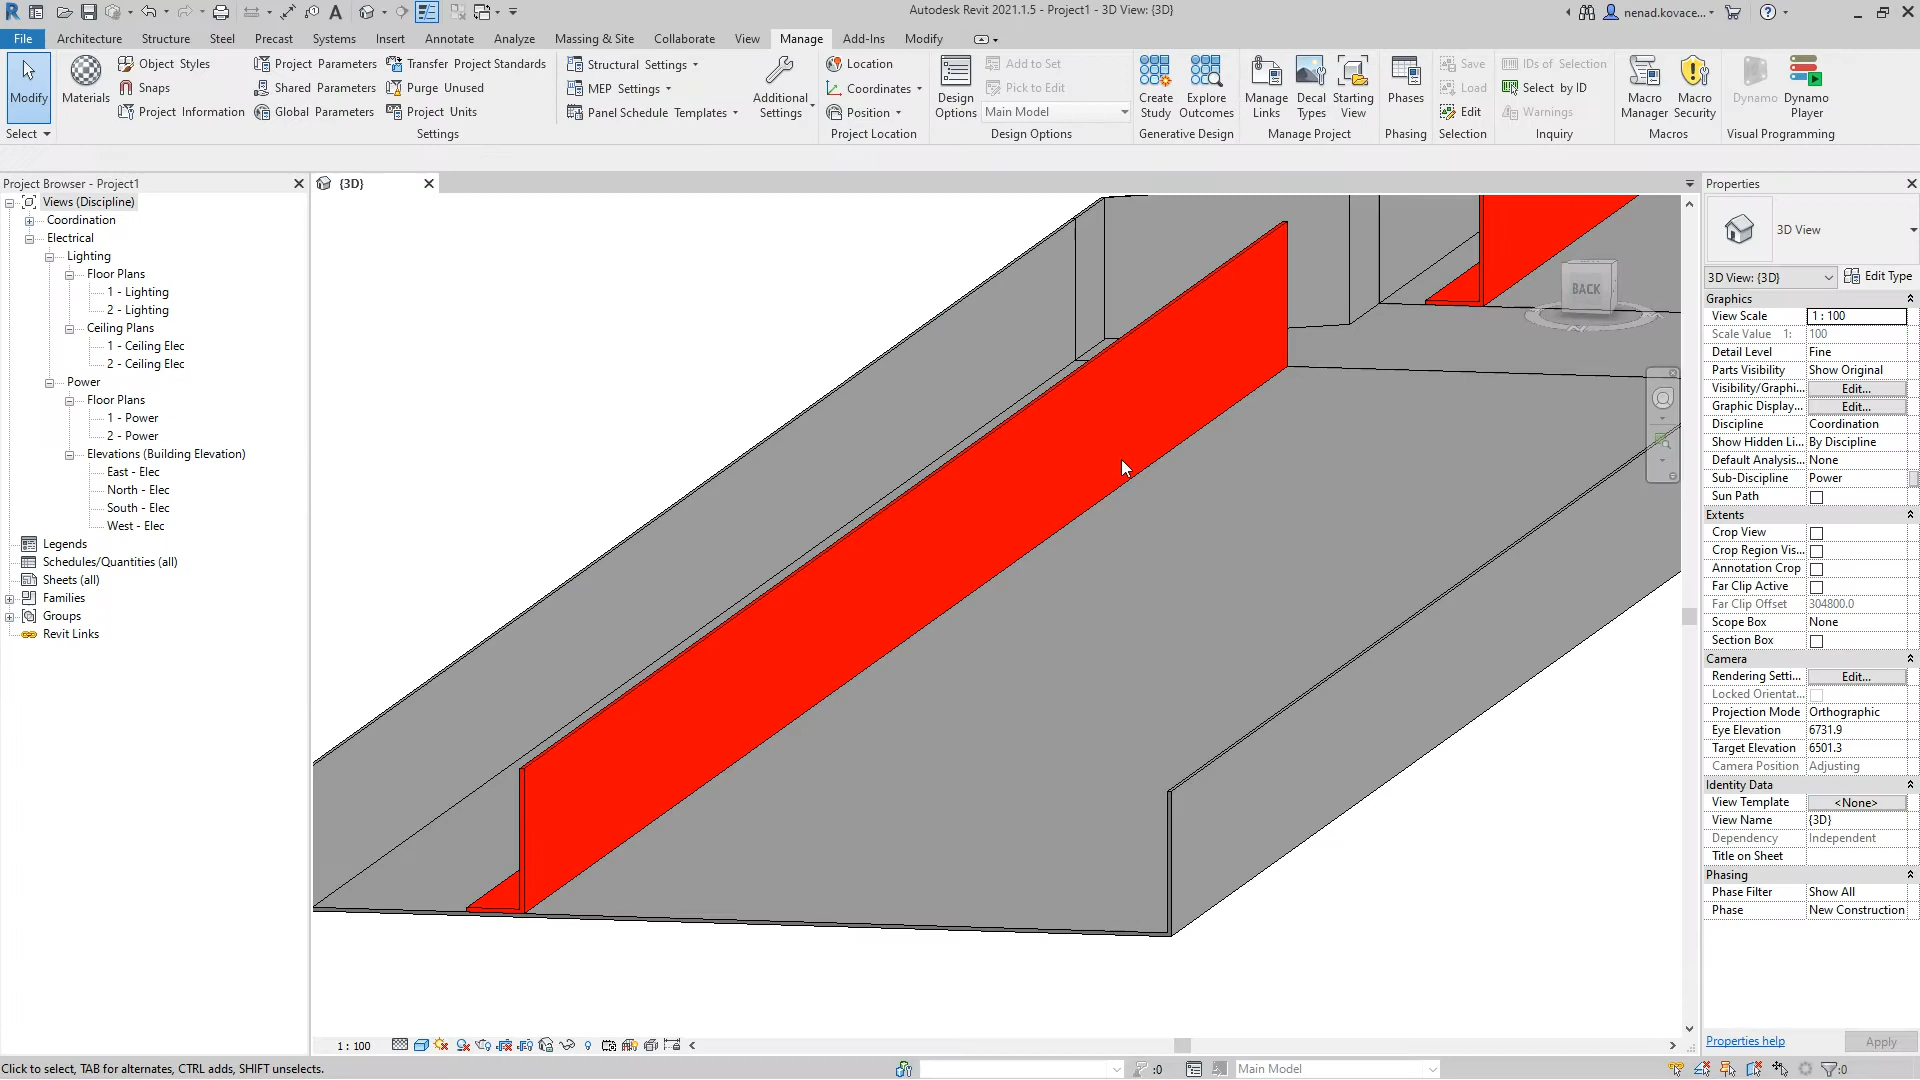 Autodesk Revit 2021.1.5 - Project1 - 3D View: {3D}
nenad.kovace...
File Architecture Structure Steel Precast Systems Insert Annotate Analyze Massing & Site Collaborate View Manage Add-Ins Modify
Modify
Select
Materials
Object Styles
Snaps
Project Information
Project Parameters
Shared Parameters
Global Parameters
Transfer Project Standards
Purge Unused
Project Units
Settings
Structural Settings
MEP Settings
Panel Schedule Templates
Additional
Settings
Location
Coordinates
Position
Project Location
Design
Options
Add to Set
Pick to Edit
Main Model
Design Options
Create
Study
Explore
Outcomes
Generative Design
Manage
Links
Decal
Types
Starting
View
Manage Project
Phases
Phasing
Save
Load
Edit
Selection
IDs of Selection
Select by ID
Warnings
Inquiry
Macro
Manager
Macro
Security
Macros
Dynamo
Dynamo
Player
Visual Programming
Project Browser - Project1
Views (Discipline)
Coordination
Electrical
Lighting
Floor Plans
1 - Lighting
2 - Lighting
Ceiling Plans
1 - Ceiling Elec
2 - Ceiling Elec
Power
Floor Plans
1 - Power
2 - Power
Elevations (Building Elevation)
East - Elec
North - Elec
South - Elec
West - Elec
Legends
Schedules/Quantities (all)
Sheets (all)
Families
Groups
Revit Links
{3D}
BACK
Properties
3D View
3D View: {3D} Edit Type
Graphics
View Scale 1 : 100
Scale Value 1: 100
Detail Level Fine
Parts Visibility Show Original
Visibility/Graphi... Edit...
Graphic Display... Edit...
Discipline Coordination
Show Hidden Li... By Discipline
Default Analysis... None
Sub-Discipline Power
Sun Path
Extents
Crop View
Crop Region Vis...
Annotation Crop
Far Clip Active
Far Clip Offset 304800.0
Scope Box None
Section Box
Camera
Rendering Setti... Edit...
Locked Orientat...
Projection Mode Orthographic
Eye Elevation 6731.9
Target Elevation 6501.3
Camera Position Adjusting
Identity Data
View Template <None>
View Name {3D}
Dependency Independent
Title on Sheet
Phasing
Phase Filter Show All
Phase New Construction
Properties help Apply
1 : 100
Click to select, TAB for alternates, CTRL adds, SHIFT unselects.
:0
Main Model
:0